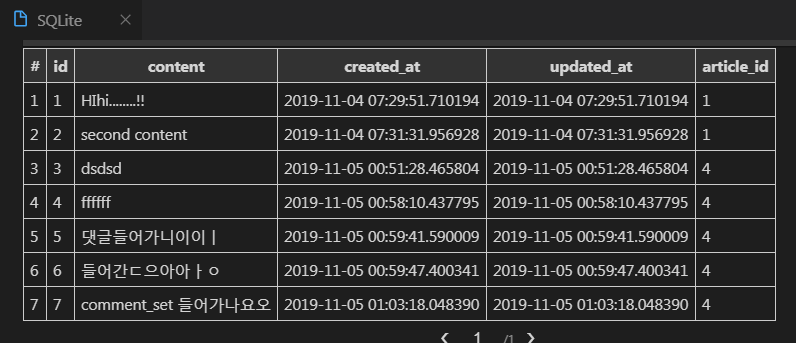 SQLite
# id content created_at updated_at article_id
1 1 HIhi........!! 2019-11-04 07:29:51.710194 2019-11-04 07:29:51.710194 1
2 2 second content 2019-11-04 07:31:31.956928 2019-11-04 07:31:31.956928 1
3 3 dsdsd 2019-11-05 00:51:28.465804 2019-11-05 00:51:28.465804 4
4 4 ffffff 2019-11-05 00:58:10.437795 2019-11-05 00:58:10.437795 4
5 5 댓글들어가니이이ㅣ 2019-11-05 00:59:41.590009 2019-11-05 00:59:41.590009 4
6 6 들어간ㄷ으아아ㅏㅇ 2019-11-05 00:59:47.400341 2019-11-05 00:59:47.400341 4
7 7 comment_set 들어가나요오 2019-11-05 01:03:18.048390 2019-11-05 01:03:18.048390 4
1 /1